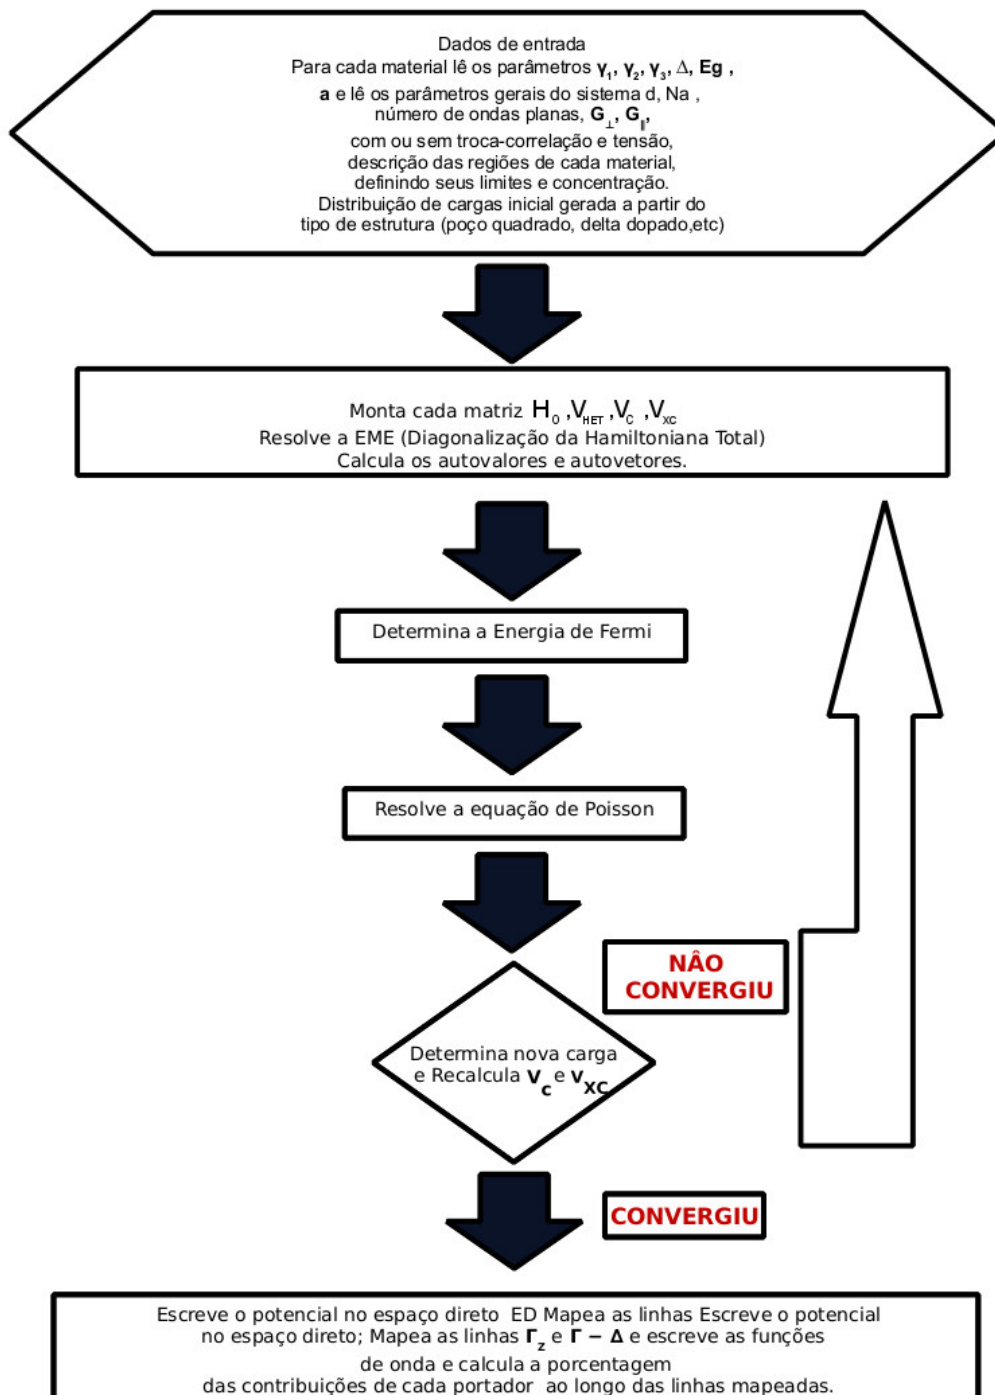 Dados de entrada
Para cada material lê os parâmetros γ₁, γ₂, γ₃, Δ, Eg ,
a e lê os parâmetros gerais do sistema d, Na ,
número de ondas planas, G⊥, G∥,
com ou sem troca-correlação e tensão,
descrição das regiões de cada material,
definindo seus limites e concentração.
Distribuição de cargas inicial gerada a partir do
tipo de estrutura (poço quadrado, delta dopado,etc)
Monta cada matriz H₀ ,V_HET ,V_C ,V_XC
Resolve a EME (Diagonalização da Hamiltoniana Total)
Calcula os autovalores e autovetores.
Determina a Energia de Fermi
Resolve a equação de Poisson
NÂO
CONVERGIU
Determina nova carga
e Recalcula V_c e v_XC
CONVERGIU
Escreve o potencial no espaço direto ED Mapea as linhas Escreve o potencial
no espaço direto; Mapea as linhas Γ_z e Γ − Δ e escreve as funções
de onda e calcula a porcentagem
das contribuições de cada portador ao longo das linhas mapeadas.